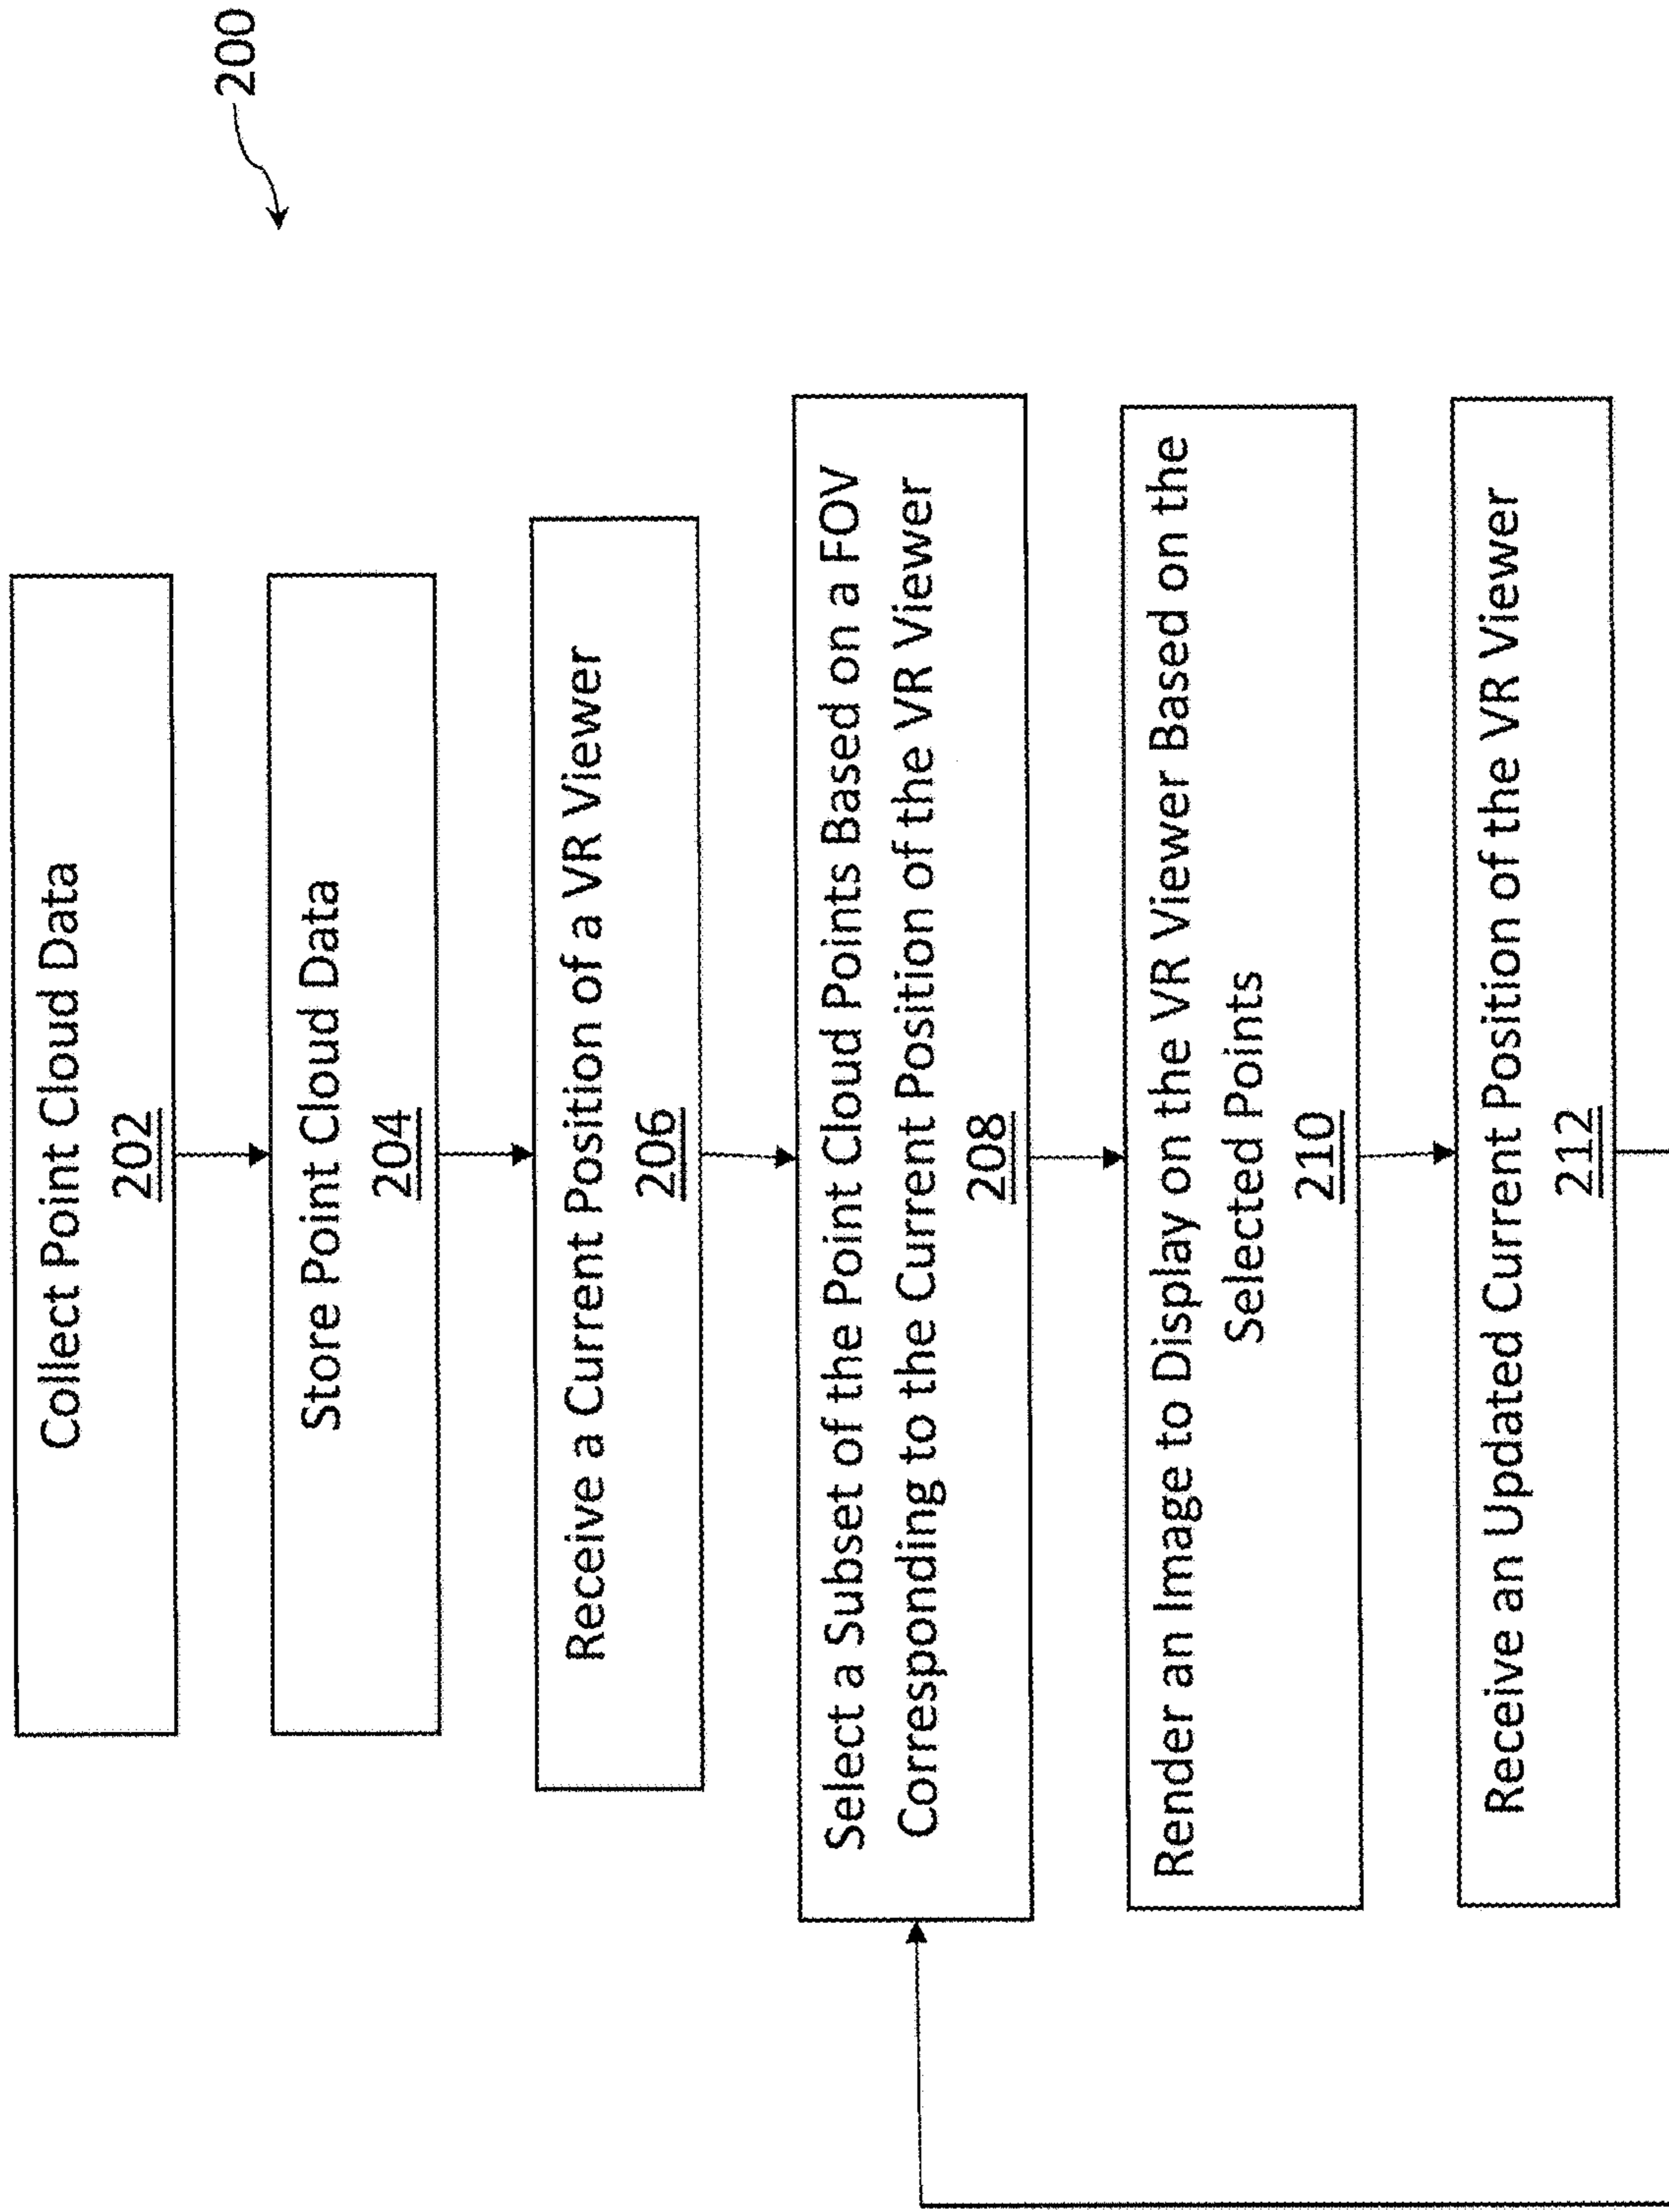 200
Collect Point Cloud Data
202
Store Point Cloud Data
204
Receive a Current Position of a VR Viewer
206
Select a Subset of the Point Cloud Points Based on a FOV
Corresponding to the Current Position of the VR Viewer
208
Render an Image to Display on the VR Viewer Based on the
Selected Points
210
Receive an Updated Current Position of the VR Viewer
212